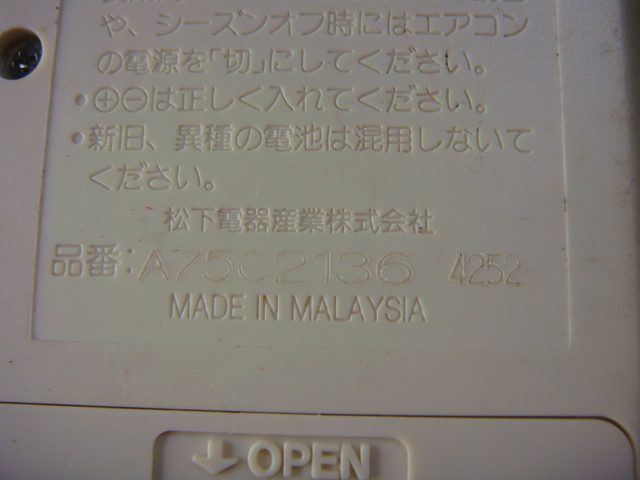 や、シーズンオフ時にはエアコン
の電源を「切」にしてください。
•⊕⊖は正しく入れてください。
•新旧、異種の電池は混用しないで
ください。
松下電器産業株式会社
品番: A75C2136 4252
MADE IN MALAYSIA
↓OPEN